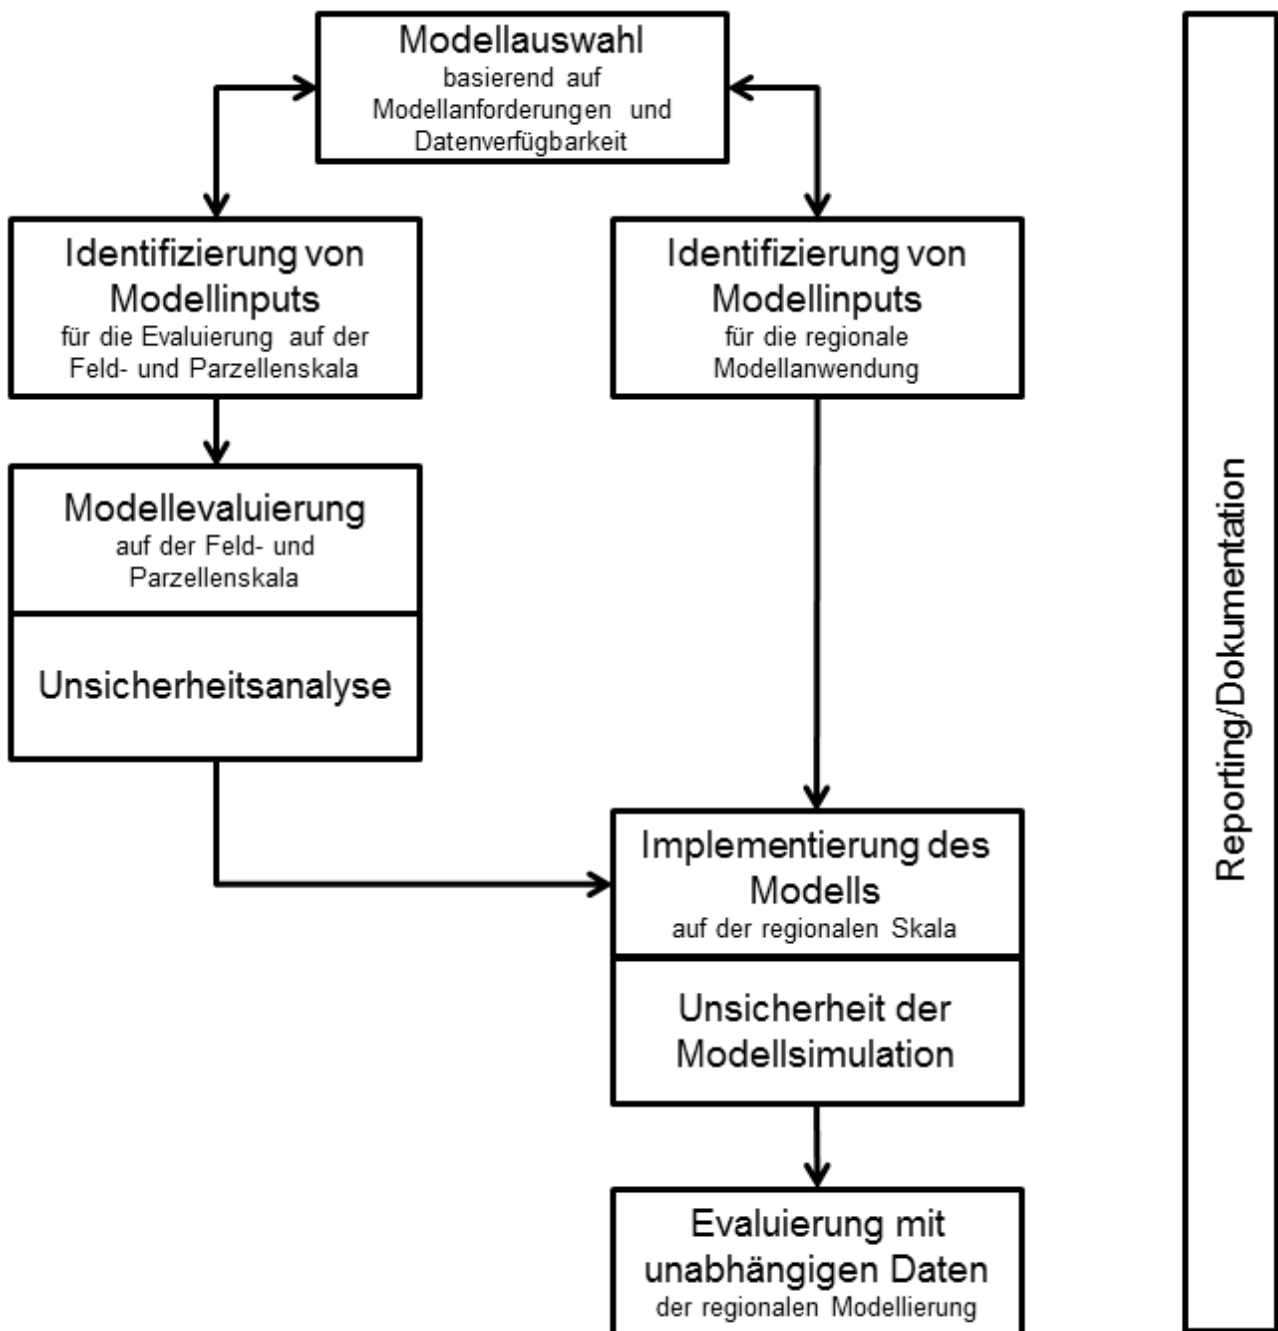 Modellauswahl
basierend auf
Modellanforderungen und
Datenverfügbarkeit
Identifizierung von
Modellinputs
für die Evaluierung auf der
Feld- und Parzellenskala
Identifizierung von
Modellinputs
für die regionale
Modellanwendung
Modellevaluierung
auf der Feld- und
Parzellenskala
Unsicherheitsanalyse
Implementierung des
Modells
auf der regionalen Skala
Unsicherheit der
Modellsimulation
Evaluierung mit
unabhängigen Daten
der regionalen Modellierung
Reporting/Dokumentation